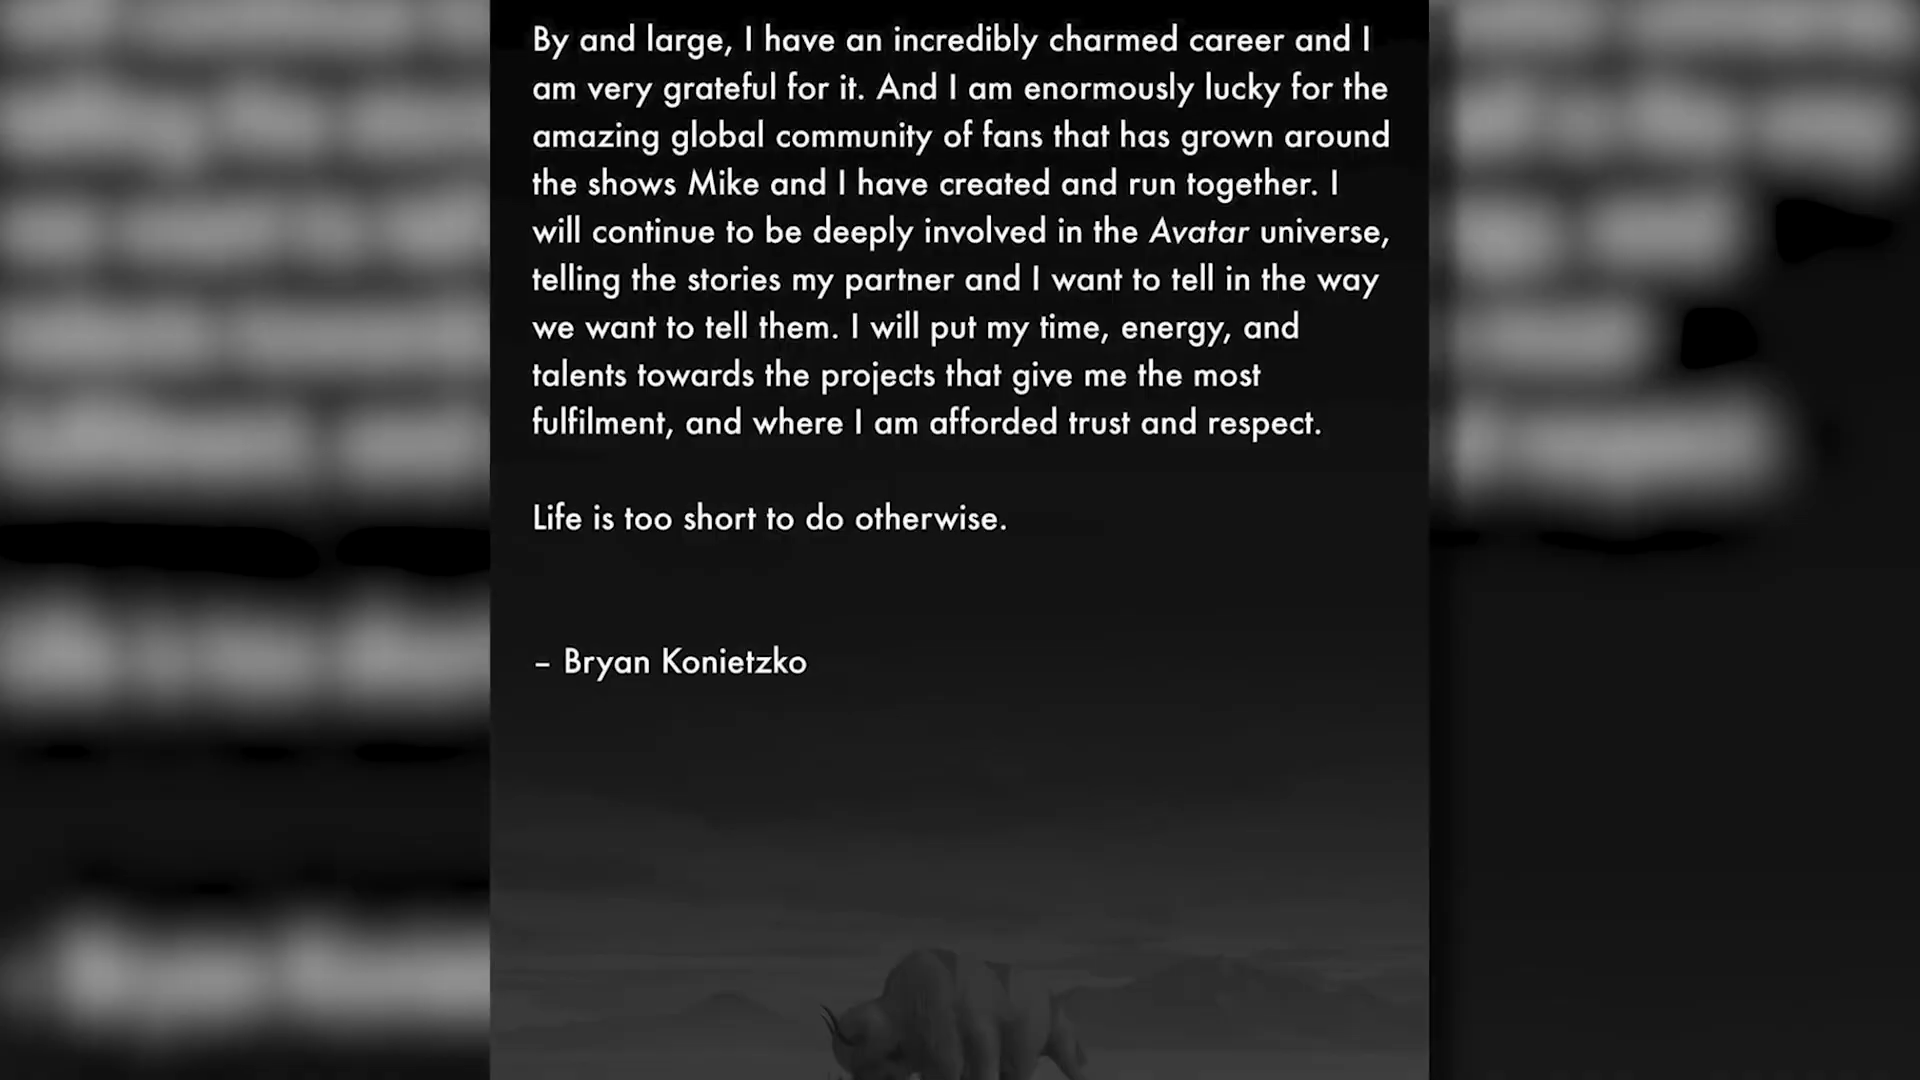 By and large, I have an incredibly charmed career and I
am very grateful for it. And I am enormously lucky for the
amazing global community of fans that has grown around
the shows Mike and I have created and run together. I
will continue to be deeply involved in the Avatar universe,
telling the stories my partner and I want to tell in the way
we want to tell them. I will put my time, energy, and
talents towards the projects that give me the most
fulfilment, and where I am afforded trust and respect.
Life is too short to do otherwise.
– Bryan Konietzko